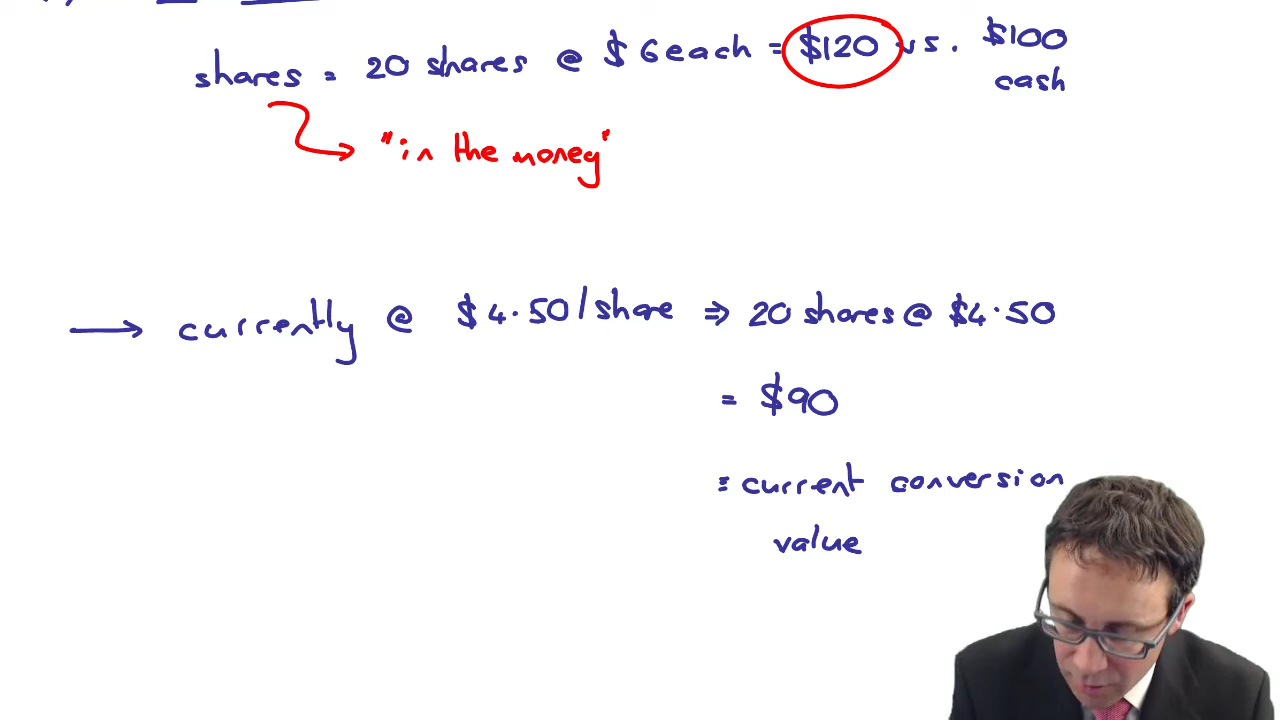 shares = 20 shares @ $6 each = $120 vs. $100
cash
"in the money"
→ currently @ $4.50/share ⇒ 20 shares @ $4.50
= $90
= current conversion
value